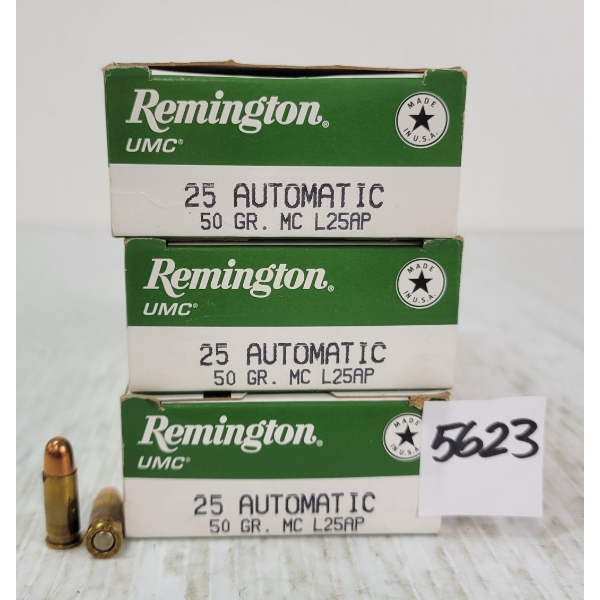 Remington®
UMC®
MADE
IN U.S.A.
25 AUTOMATIC
50 GR. MC L25AP
Remington®
UMC®
MADE
IN U.S.A.
25 AUTOMATIC
50 GR. MC L25AP
Remington®
UMC®
MADE
5623
25 AUTOMATIC
50 GR. MC L25AP